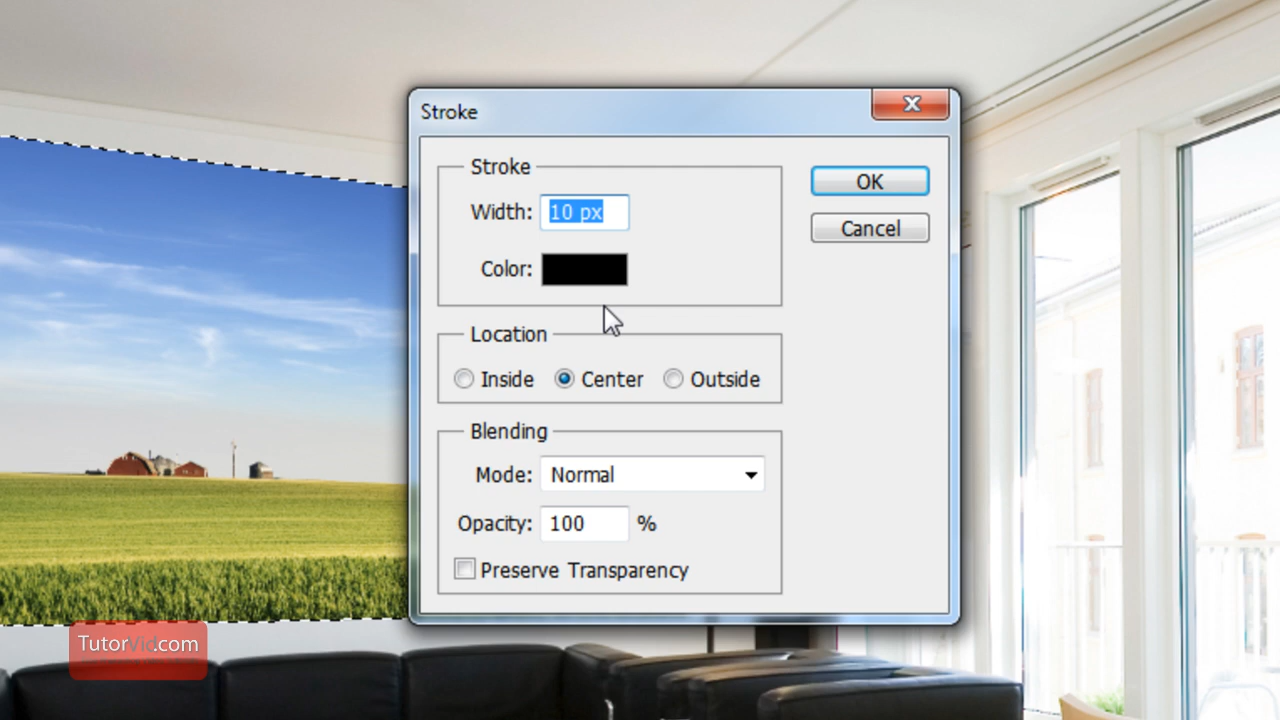 Stroke
Stroke
Width: 10 px
Color:
OK
Cancel
Location
Inside Center Outside
Blending
Mode: Normal
Opacity: 100 %
Preserve Transparency
TutorVid.com